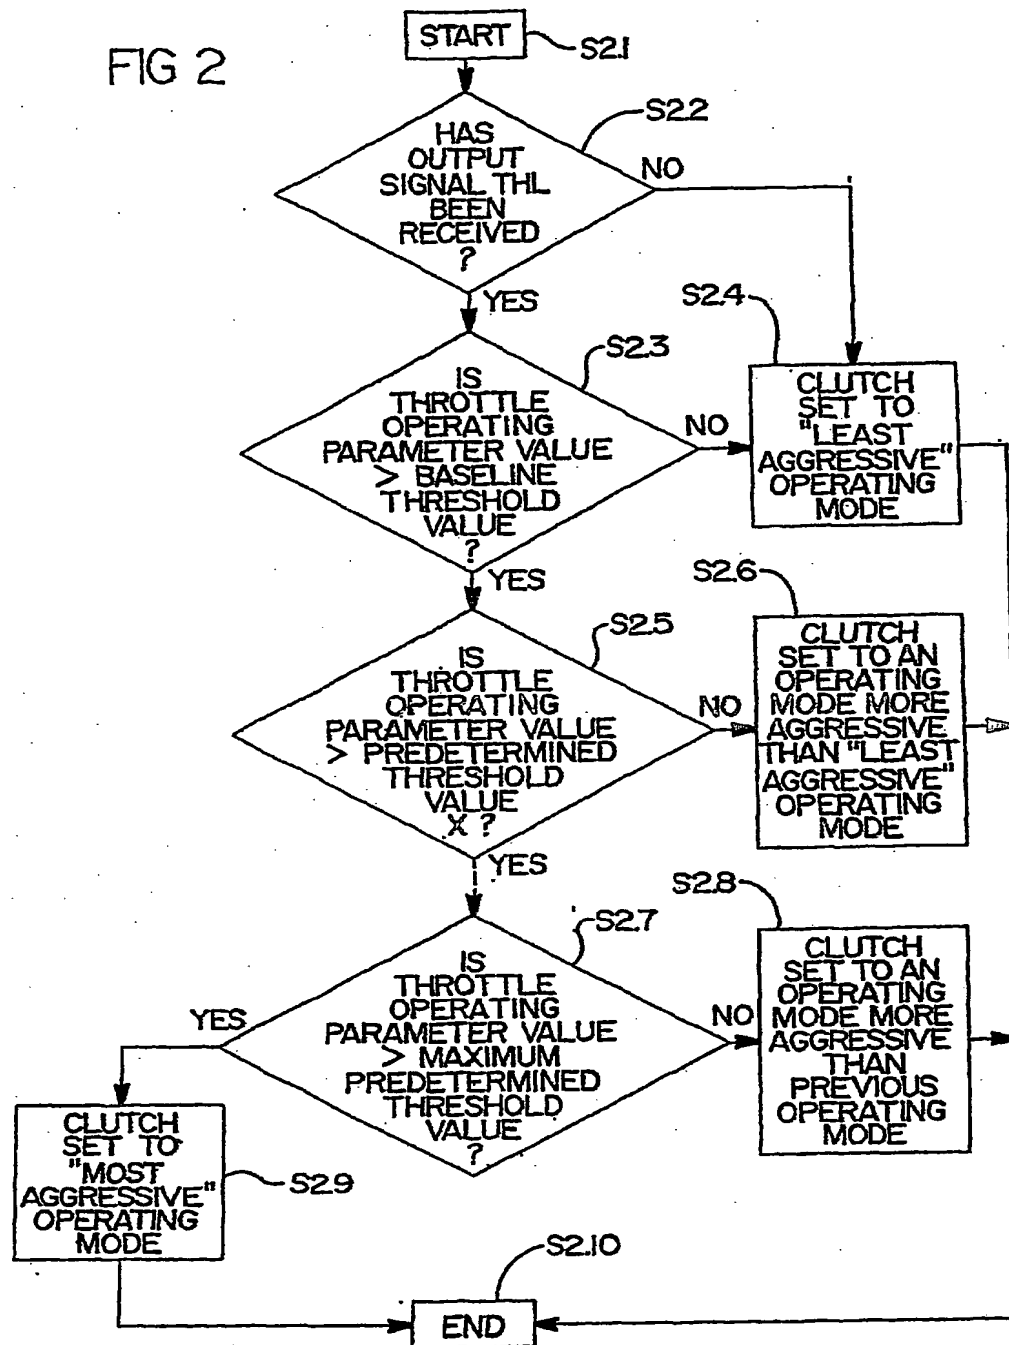 FIG 2
START
S2.1
HAS
OUTPUT
SIGNAL THL
BEEN
RECEIVED
?
S2.2
NO
YES
IS
THROTTLE
OPERATING
PARAMETER VALUE
> BASELINE
THRESHOLD
VALUE
?
S2.3
NO
YES
S2.4
CLUTCH
SET TO
"LEAST
AGGRESSIVE"
OPERATING
MODE
IS
THROTTLE
OPERATING
PARAMETER VALUE
> PREDETERMINED
THRESHOLD
VALUE
X ?
S2.5
NO
YES
S2.6
CLUTCH
SET TO AN
OPERATING
MODE MORE
AGGRESSIVE
THAN "LEAST
AGGRESSIVE"
OPERATING
MODE
IS
THROTTLE
OPERATING
PARAMETER VALUE
> MAXIMUM
PREDETERMINED
THRESHOLD
VALUE
?
S2.7
YES
NO
S2.8
CLUTCH
SET TO AN
OPERATING
MODE MORE
AGGRESSIVE
THAN
PREVIOUS
OPERATING
MODE
CLUTCH
SET TO
"MOST
AGGRESSIVE"
OPERATING
MODE
S2.9
S2.10
END